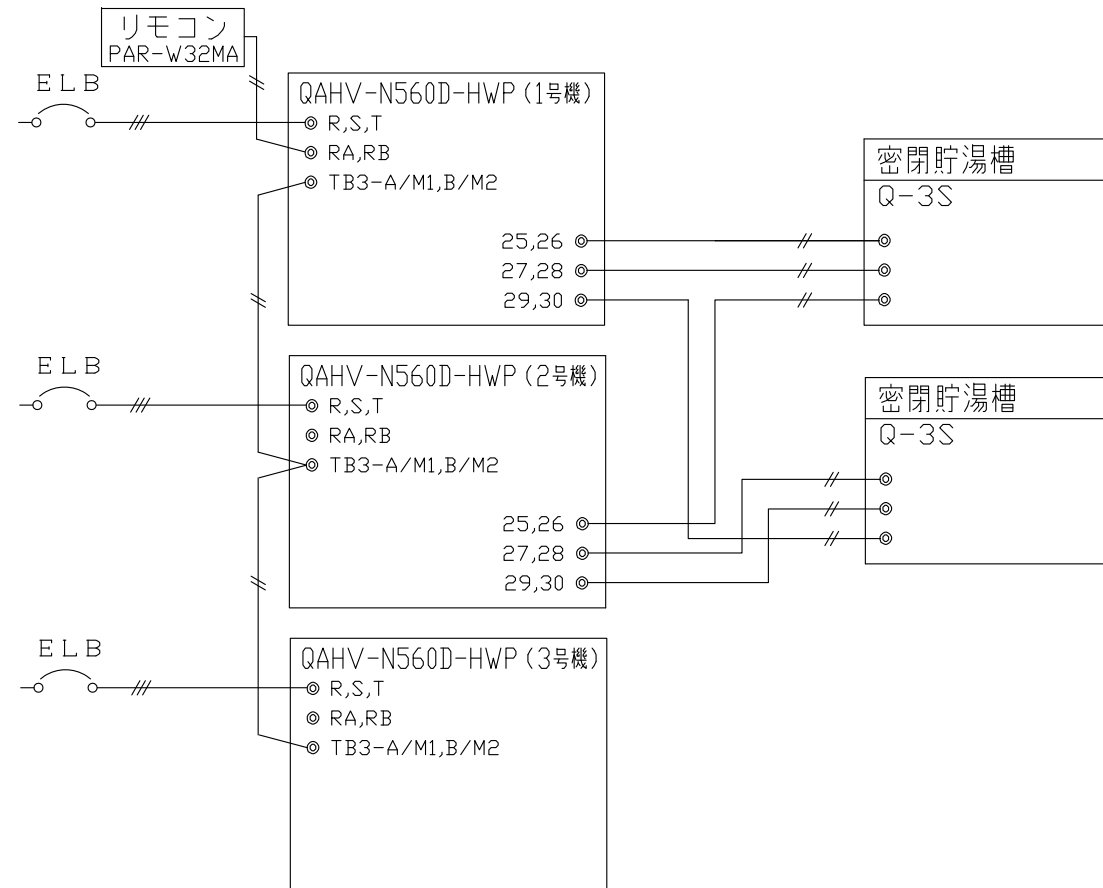 リモコン
PAR-W32MA
ELB
QAHV-N560D-HWP(1号機)
R,S,T
RA,RB
TB3-A/M1,B/M2
25,26
27,28
29,30
密閉貯湯槽
Q-3S
ELB
QAHV-N560D-HWP(2号機)
R,S,T
RA,RB
TB3-A/M1,B/M2
25,26
27,28
29,30
密閉貯湯槽
Q-3S
ELB
QAHV-N560D-HWP(3号機)
R,S,T
RA,RB
TB3-A/M1,B/M2